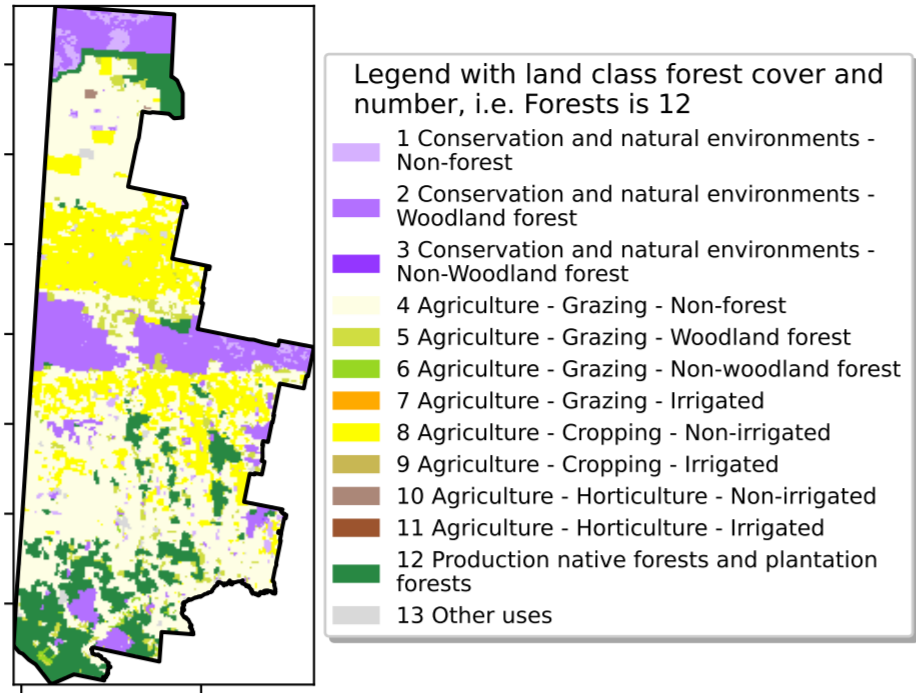 Legend with land class forest cover and
number, i.e. Forests is 12
1 Conservation and natural environments -
Non-forest
2 Conservation and natural environments -
Woodland forest
3 Conservation and natural environments -
Non-Woodland forest
4 Agriculture - Grazing - Non-forest
5 Agriculture - Grazing - Woodland forest
6 Agriculture - Grazing - Non-woodland forest
7 Agriculture - Grazing - Irrigated
8 Agriculture - Cropping - Non-irrigated
9 Agriculture - Cropping - Irrigated
10 Agriculture - Horticulture - Non-irrigated
11 Agriculture - Horticulture - Irrigated
12 Production native forests and plantation
forests
13 Other uses